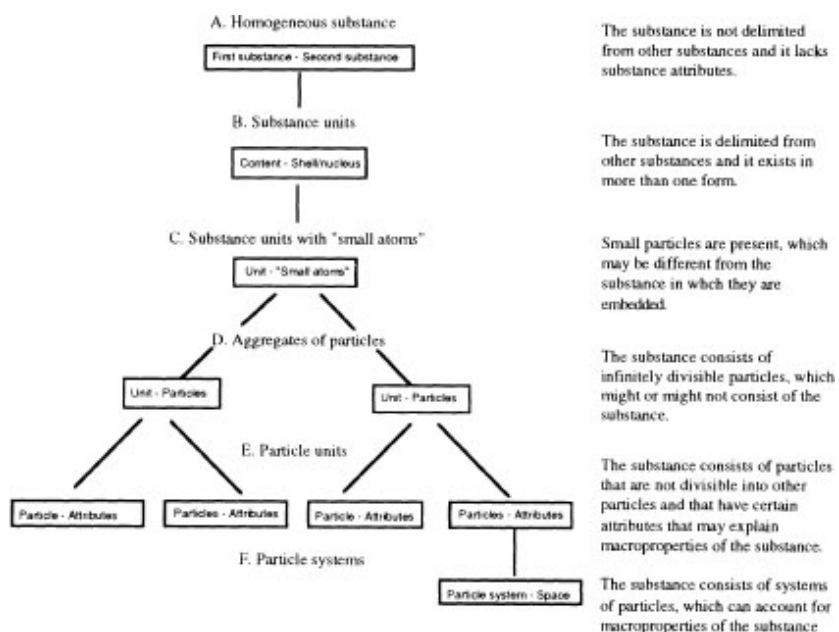 A. Homogeneous substance
First substance - Second substance
The substance is not delimited
from other substances and it lacks
substance attributes.
B. Substance units
Content - Shell/nucleus
The substance is delimited from
other substances and it exists in
more than one form.
C. Substance units with "small atoms"
Unit - "Small atoms"
Small particles are present, which
may be different from the
substance in whch they are
embedded.
D. Aggregates of particles
Unit - Particles
Unit - Particles
The substance consists of
infinitely divisible particles, which
might or might not consist of the
substance.
E. Particle units
Particle - Attributes
Particles - Attributes
Particle - Attributes
Particles - Attributes
The substance consists of particles
that are not divisible into other
particles and that have certain
attributes that may explain
macroproperties of the substance.
F. Particle systems
Particle system - Space
The substance consists of systems
of particles, which can account for
macroproperties of the substance